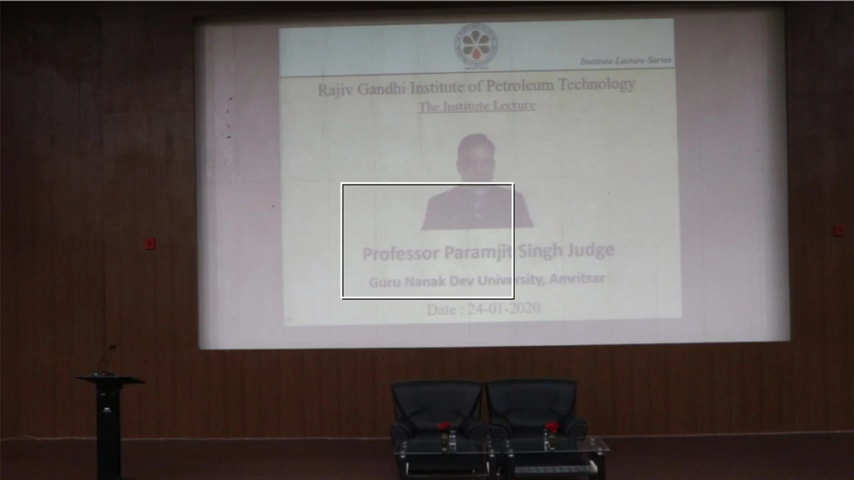 Institute Lecture Series
Rajiv Gandhi Institute of Petroleum Technology
The Institute Lecture
Professor Paramjit Singh Judge
Guru Nanak Dev University, Amritsar
Date : 24-01-2020